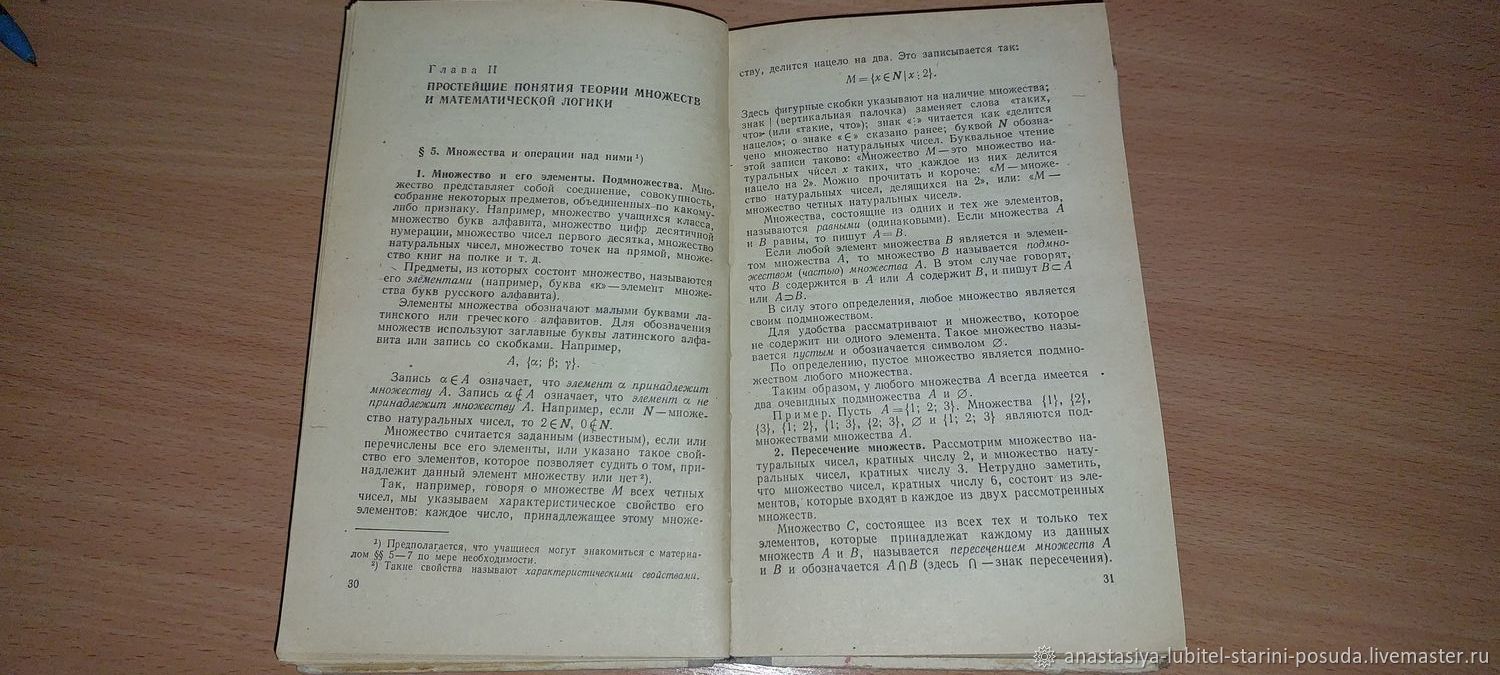 Глава II
ПРОСТЕЙШИЕ ПОНЯТИЯ ТЕОРИИ МНОЖЕСТВ
И МАТЕМАТИЧЕСКОЙ ЛОГИКИ
§ 5. Множества и операции над ними ¹)
1. Множество и его элементы. Подмножества. Мно-
жество представляет собой соединение, совокупность,
собрание некоторых предметов, объединенных по какому-
либо признаку. Например, множество учащихся класса,
множество букв алфавита, множество цифр десятичной
нумерации, множество чисел первого десятка, множество
натуральных чисел, множество точек на прямой, множе-
ство книг на полке и т. д.
Предметы, из которых состоит множество, называются
его элементами (например, буква «к» — элемент множе-
ства букв русского алфавита).
Элементы множества обозначают малыми буквами ла-
тинского или греческого алфавитов. Для обозначения
множеств используют заглавные буквы латинского алфа-
вита или запись со скобками. Например,
A, {α; β; γ}.
Запись α∈A означает, что элемент α принадлежит
множеству A. Запись α∉A означает, что элемент α не
принадлежит множеству A. Например, если N — множе-
ство натуральных чисел, то 2∈N, 0∉N.
Множество считается заданным (известным), если или
перечислены все его элементы, или указано такое свой-
ство его элементов, которое позволяет судить о том, при-
надлежит данный элемент множеству или нет ²).
Так, например, говоря о множестве M всех четных
чисел, мы указываем характеристическое свойство его
элементов: каждое число, принадлежащее этому множе-
¹) Предполагается, что учащиеся могут знакомиться с материа-
лом §§ 5—7 по мере необходимости.
²) Такие свойства называют характеристическими свойствами.
30
ству, делится нацело на два. Это записывается так:
M = {x∈N | x ⋮ 2}.
Здесь фигурные скобки указывают на наличие множества;
знак | (вертикальная палочка) заменяет слова «таких,
что» (или «такие, что»); знак «⋮» читается как «делится
нацело»; о знаке «∈» сказано ранее; буквой N обозна-
чено множество натуральных чисел. Буквальное чтение
этой записи таково: «Множество M — это множество на-
туральных чисел x таких, что каждое из них делится
нацело на 2». Можно прочитать и короче: «M — множе-
ство натуральных чисел, делящихся на 2», или: «M —
множество четных натуральных чисел».
Множества, состоящие из одних и тех же элементов,
называются равными (одинаковыми). Если множества A
и B равны, то пишут A = B.
Если любой элемент множества B является и элемен-
том множества A, то множество B называется подмно-
жеством (частью) множества A. В этом случае говорят,
что B содержится в A или A содержит B, и пишут B⊂A
или A⊃B.
В силу этого определения, любое множество является
своим подмножеством.
Для удобства рассматривают и множество, которое
не содержит ни одного элемента. Такое множество назы-
вается пустым и обозначается символом ∅.
По определению, пустое множество является подмно-
жеством любого множества.
Таким образом, у любого множества A всегда имеется
два очевидных подмножества A и ∅.
Пример. Пусть A = {1; 2; 3}. Множества {1}, {2},
{3}, {1; 2}, {1; 3}, {2; 3}, ∅ и {1; 2; 3} являются под-
множествами множества A.
2. Пересечение множеств. Рассмотрим множество на-
туральных чисел, кратных числу 2, и множество нату-
ральных чисел, кратных числу 3. Нетрудно заметить,
что множество чисел, кратных числу 6, состоит из эле-
ментов, которые входят в каждое из двух рассмотренных
множеств.
Множество C, состоящее из всех тех и только тех
элементов, которые принадлежат каждому из данных
множеств A и B, называется пересечением множеств A
и B и обозначается A∩B (здесь ∩ — знак пересечения).
31
anastasiya-lubitel-starini-posuda.livemaster.ru